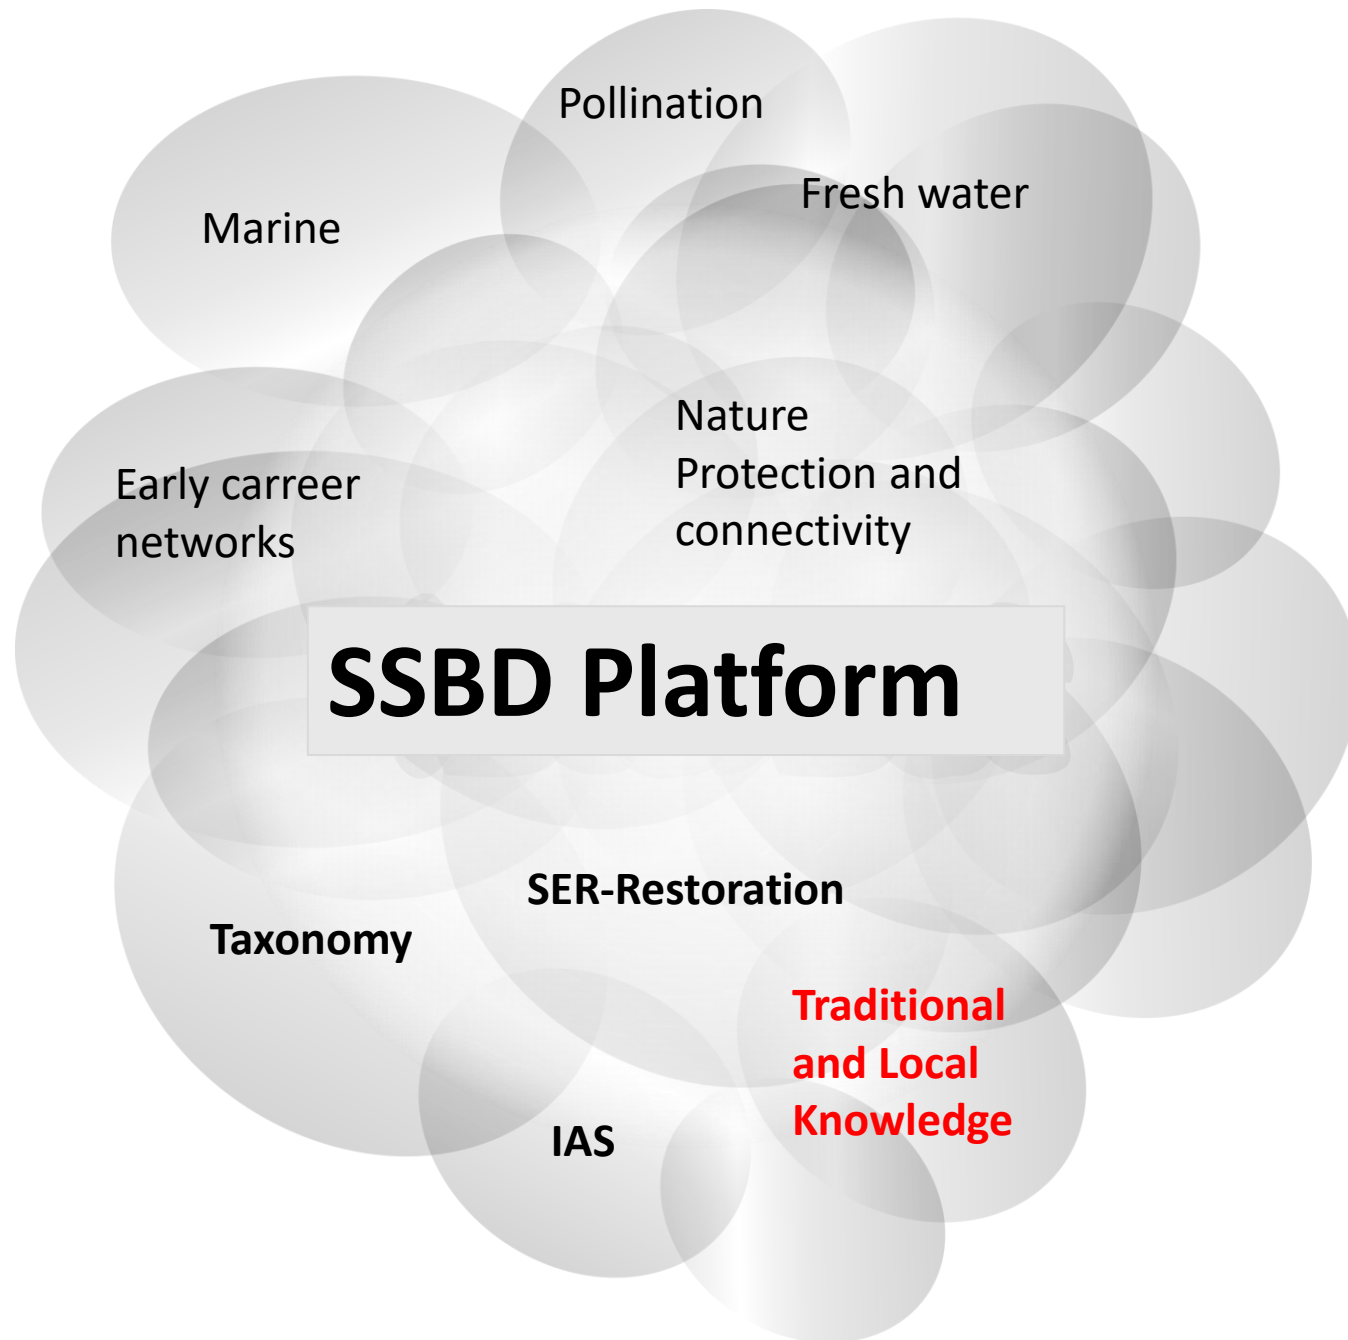 Pollination
Fresh water
Marine
Nature
Protection and
connectivity
Early carreer
networks
SSBD Platform
SER-Restoration
Taxonomy
Traditional
and Local
Knowledge
IAS